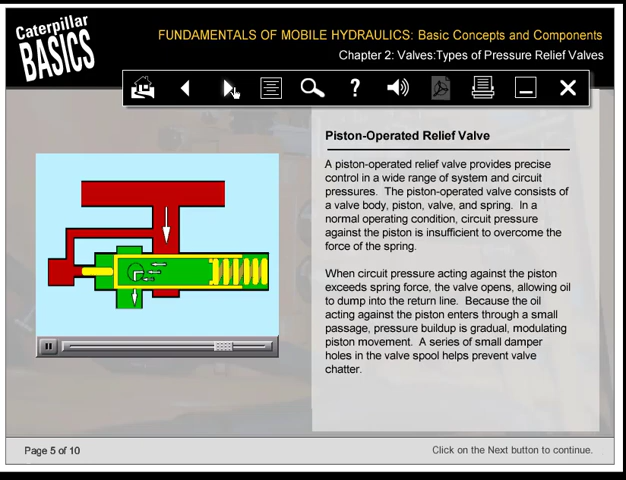 Caterpillar
BASICS
FUNDAMENTALS OF MOBILE HYDRAULICS: Basic Concepts and Components
Chapter 2: Valves:Types of Pressure Relief Valves
?
Piston-Operated Relief Valve
A piston-operated relief valve provides precise
control in a wide range of system and circuit
pressures. The piston-operated valve consists of
a valve body, piston, valve, and spring. In a
normal operating condition, circuit pressure
against the piston is insufficient to overcome the
force of the spring.
When circuit pressure acting against the piston
exceeds spring force, the valve opens, allowing oil
to dump into the return line. Because the oil
acting against the piston enters through a small
passage, pressure buildup is gradual, modulating
piston movement. A series of small damper
holes in the valve spool helps prevent valve
chatter.
Page 5 of 10
Click on the Next button to continue.